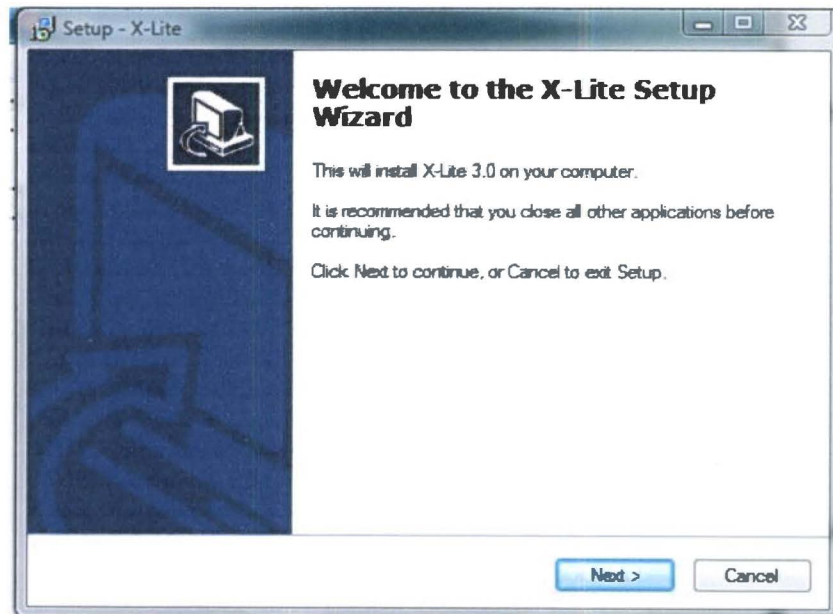 Setup - X-Lite
Welcome to the X-Lite Setup
Wizard
This will install X-Lite 3.0 on your computer.
It is recommended that you close all other applications before
continuing.
Click Next to continue, or Cancel to exit Setup.
Next >
Cancel